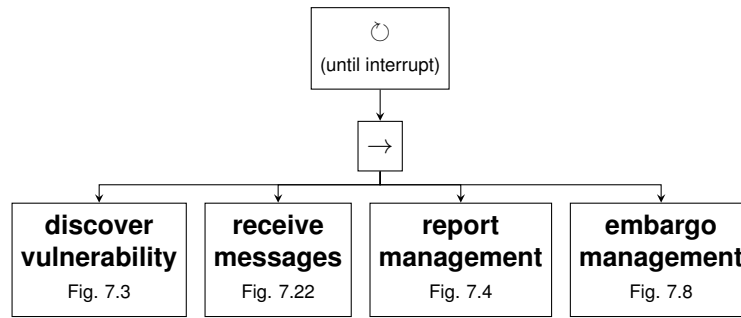 (until interrupt)
→
discover
vulnerability
Fig. 7.3
receive
messages
Fig. 7.22
report
management
Fig. 7.4
embargo
management
Fig. 7.8